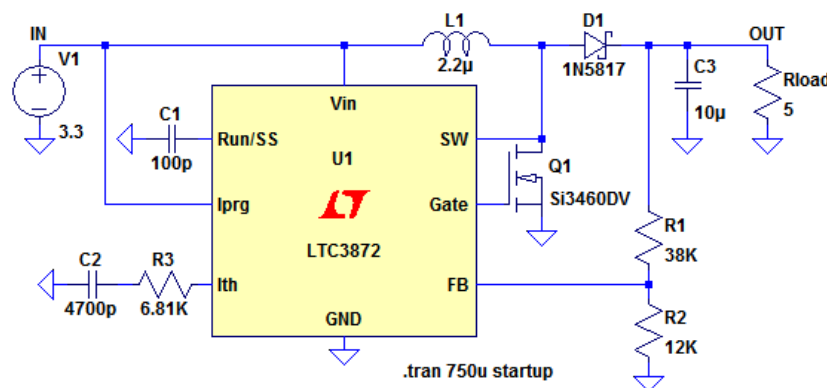 IN
V1
3.3
L1
2.2µ
D1
1N5817
OUT
C3
10µ
Rload
5
C1
100p
Vin
Run/SS
U1
SW
Q1
Si3460DV
Iprg
Gate
LTC3872
R1
38K
C2
4700p
R3
6.81K
Ith
FB
GND
R2
12K
.tran 750u startup